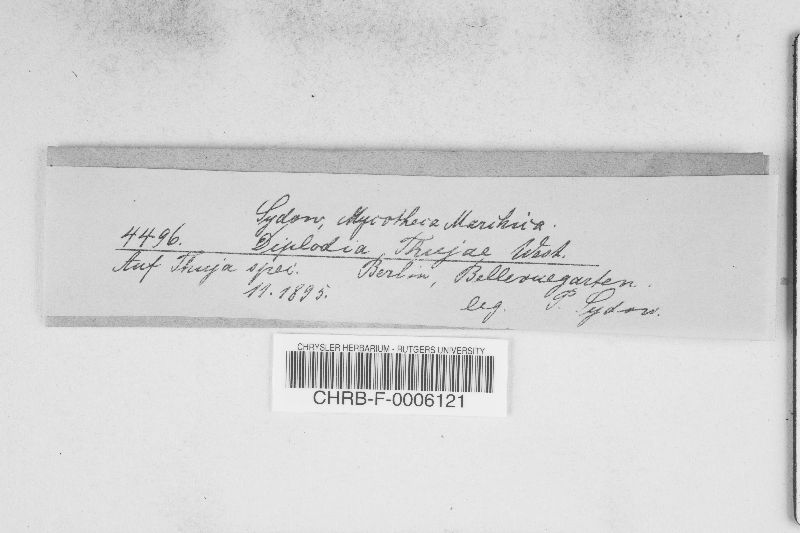 Sydow, Mycotheca Marchica.
4496. Diplodia Thujae West.
Auf Thuja spec. Berlin, Bellevuegarten.
11.1895. leg. P. Sydow.
CHRYSLER HERBARIUM - RUTGERS UNIVERSITY
CHRB-F-0006121